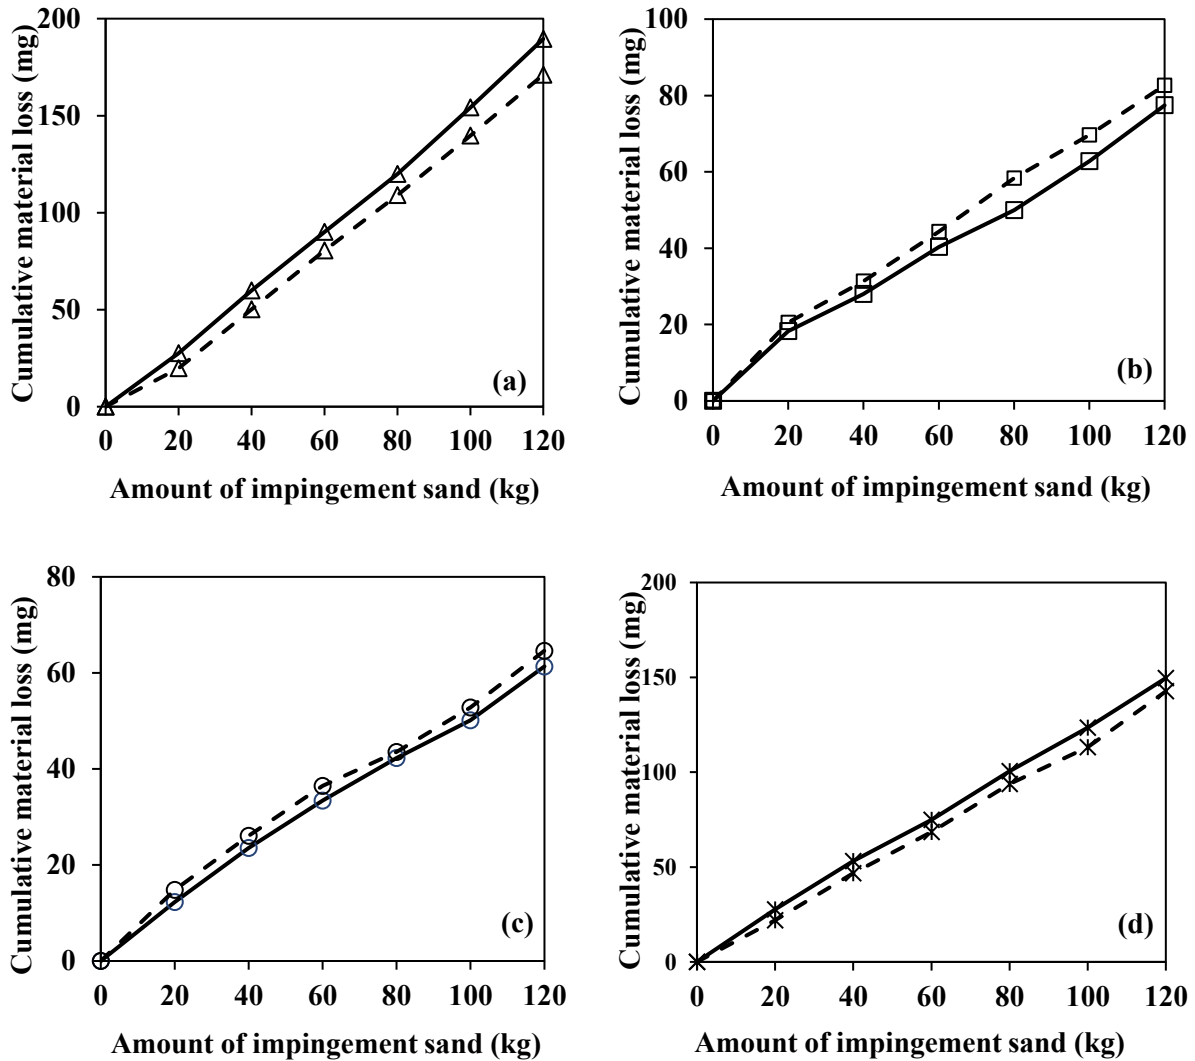 Cumulative material loss (mg)
200
150
100
50
0
(a)
0 20 40 60 80 100 120
Amount of impingement sand (kg)
Cumulative material loss (mg)
100
80
60
40
20
0
(b)
0 20 40 60 80 100 120
Amount of impingement sand (kg)
Cumulative material loss (mg)
80
60
40
20
0
(c)
0 20 40 60 80 100 120
Amount of impingement sand (kg)
Cumulative material loss (mg)
200
150
100
50
0
(d)
0 20 40 60 80 100 120
Amount of impingement sand (kg)